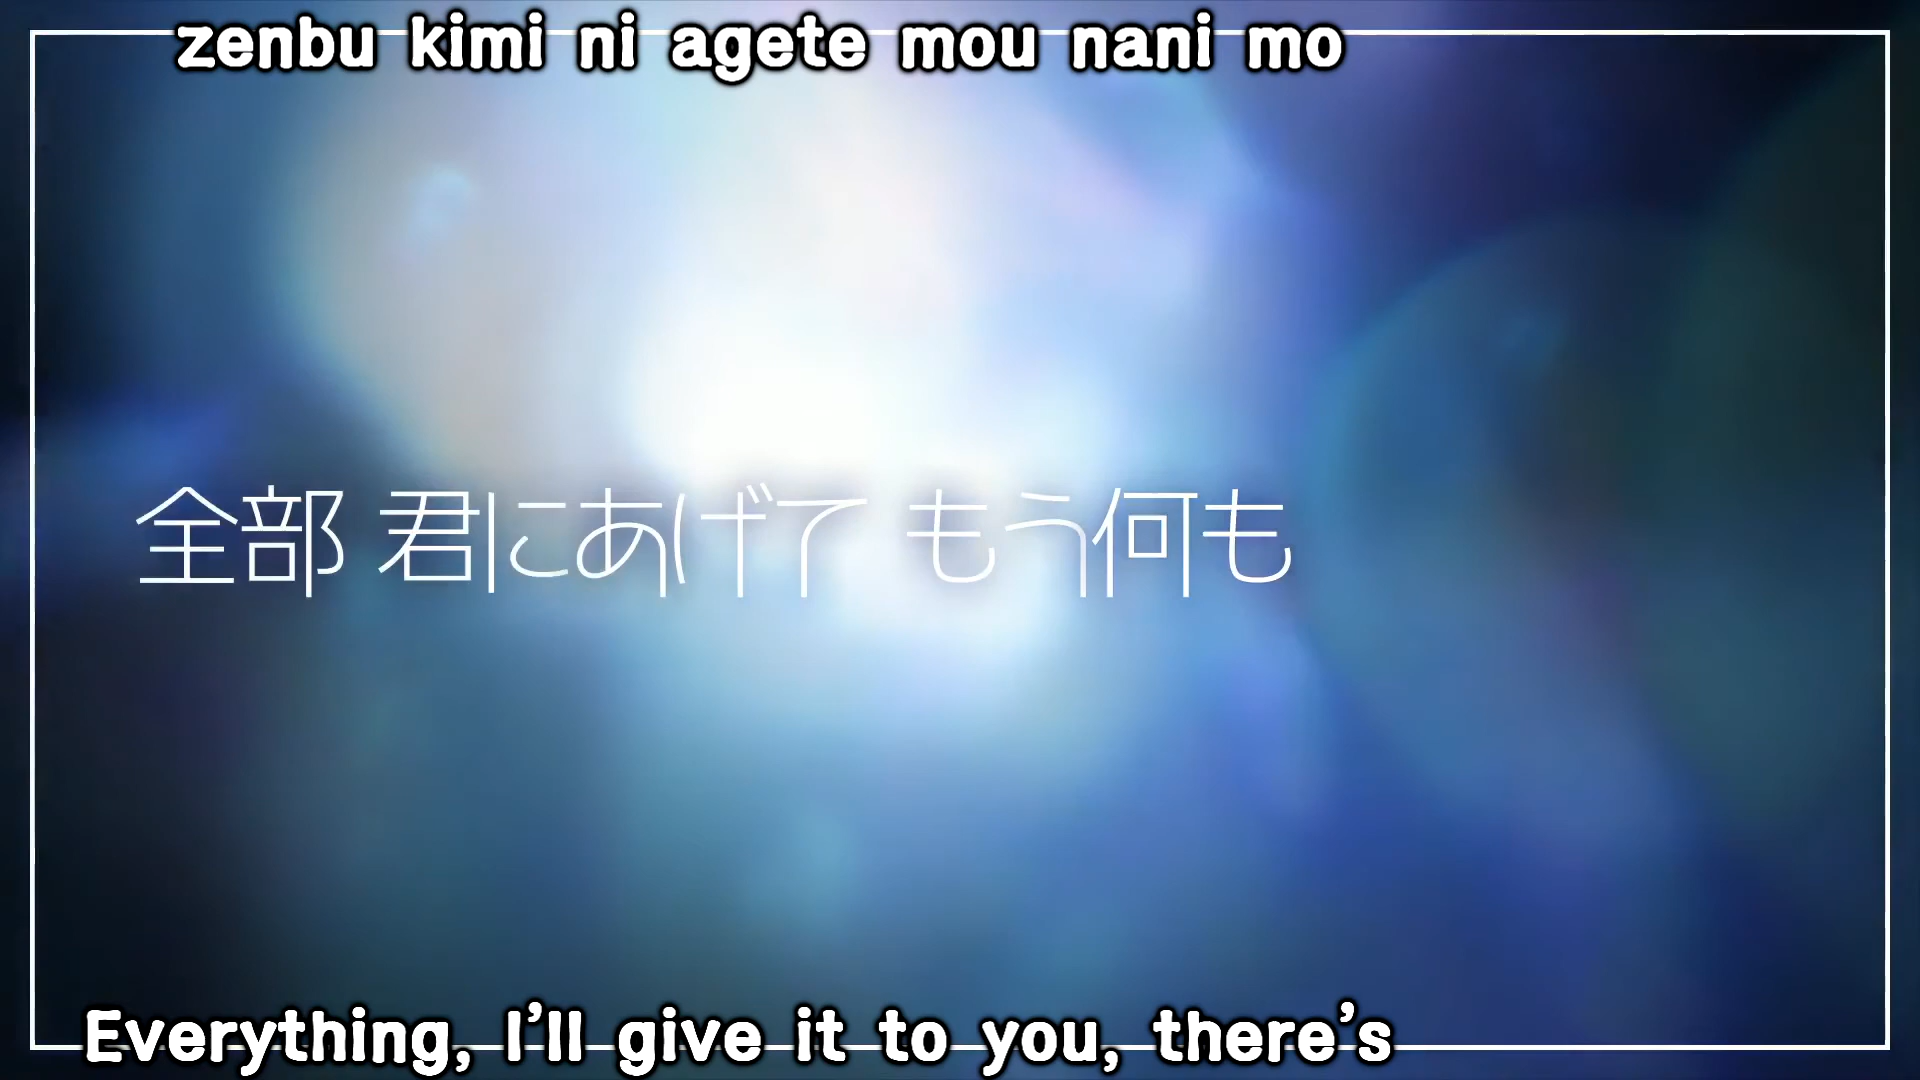 zenbu kimi ni agete mou nani mo
全部 君にあげて もう何も
Everything, I'll give it to you, there's